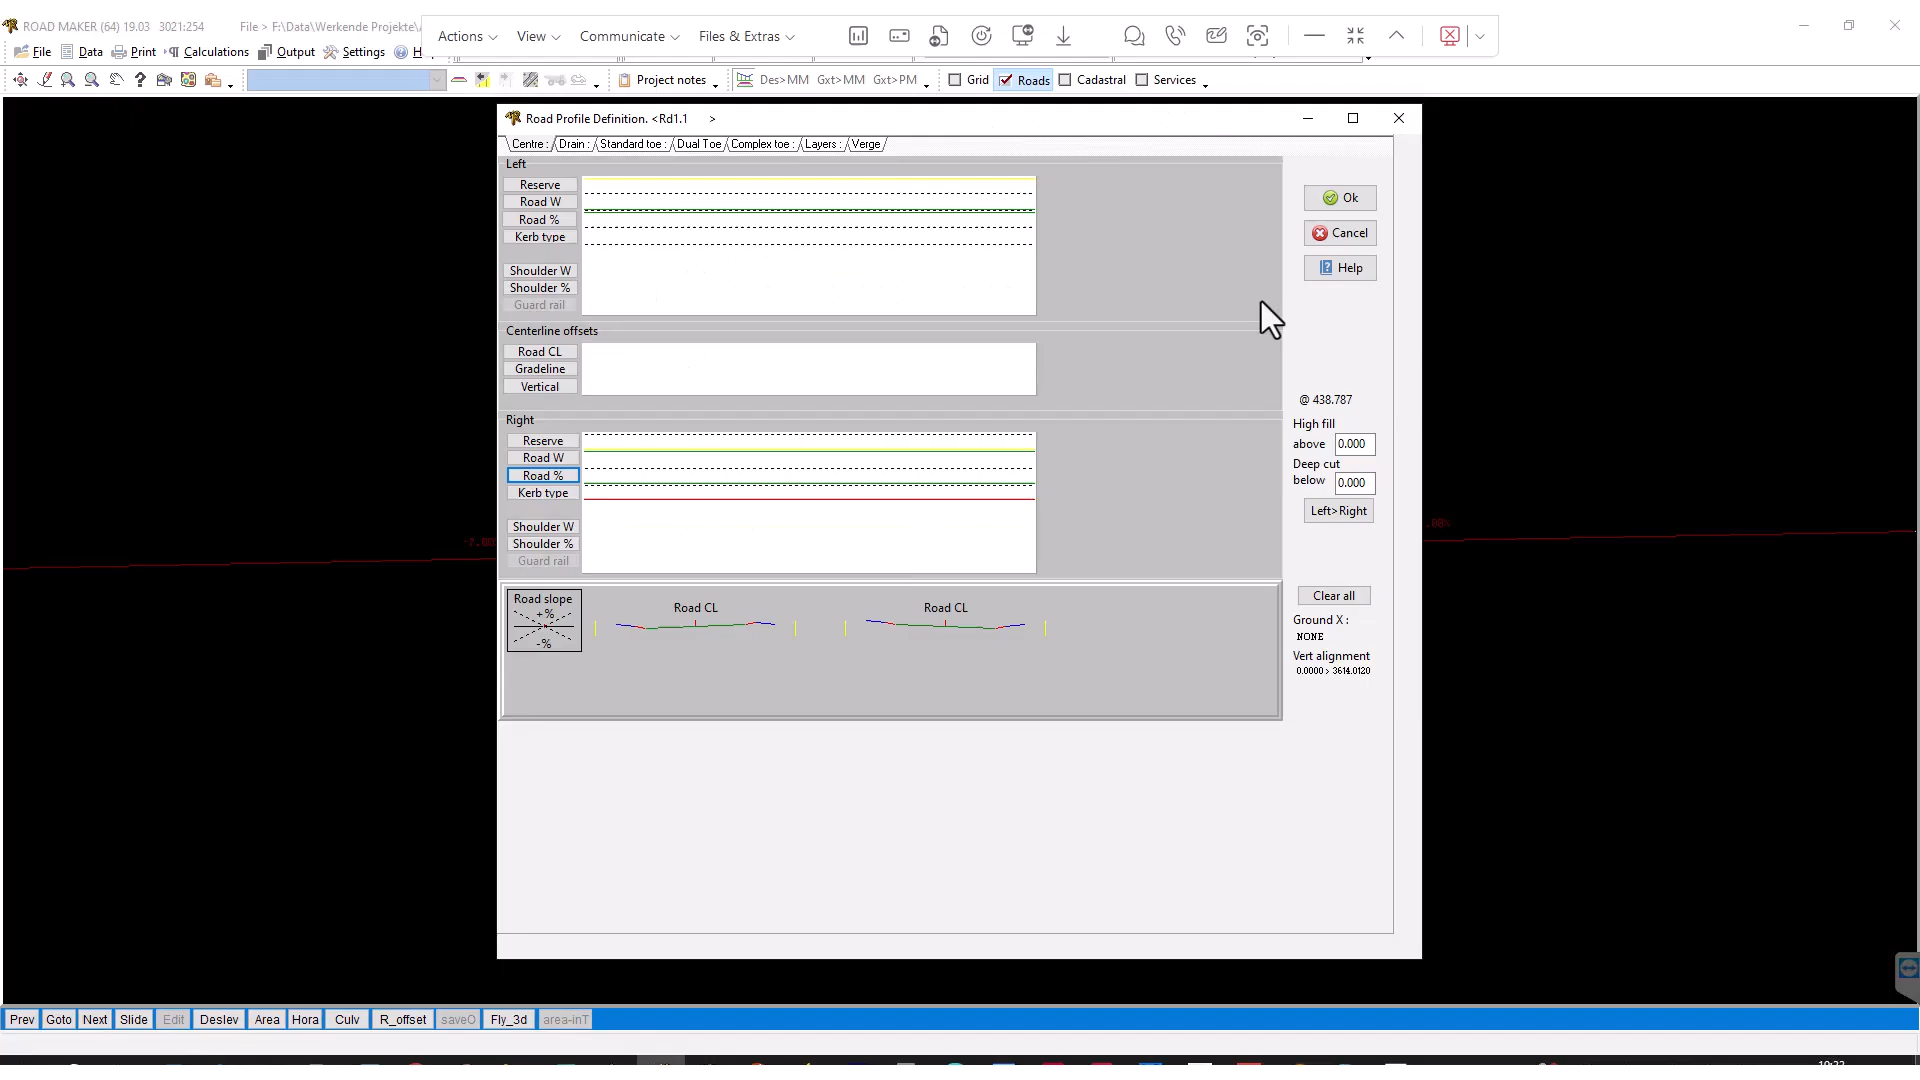 ROAD MAKER (64) 19.03 3021:254 File > F:\Data\Werkende Projekte\
Actions View Communicate Files & Extras
File Data Print Calculations Output Settings H
Project notes Des>MM Gxt>MM Gxt>PM Grid Roads Cadastral Services
Road Profile Definition. <Rd1.1 >
Centre : Drain : Standard toe : Dual Toe Complex toe : Layers : Verge
Left
Reserve
Road W
Road %
Kerb type
Shoulder W
Shoulder %
Guard rail
Ok
Cancel
Help
Centerline offsets
Road CL
Gradeline
Vertical
@ 438.787
High fill
above 0.000
Deep cut
below 0.000
Left>Right
Right
Reserve
Road W
Road %
Kerb type
Shoulder W
Shoulder %
Guard rail
Road slope
+%
-%
Road CL
Road CL
Clear all
Ground X :
NONE
Vert alignment
0.0000 > 3614.0120
Prev Goto Next Slide Edit Deslev Area Hora Culv R_offset saveO Fly_3d area-inT